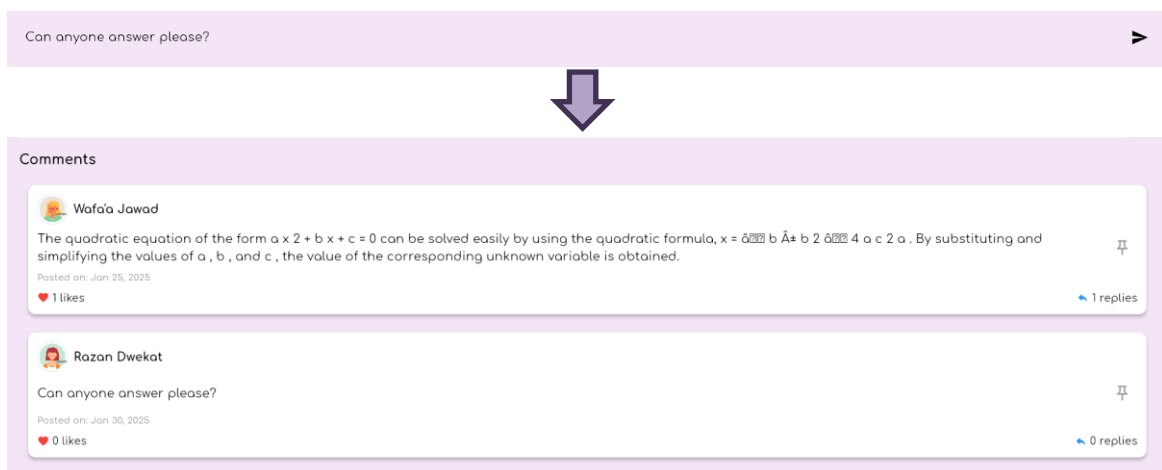 Can anyone answer please?
Comments
Wafa'a Jawad
The quadratic equation of the form a x 2 + b x + c = 0 can be solved easily by using the quadratic formula, x = â b Â± b 2 â 4 a c 2 a . By substituting and
simplifying the values of a , b , and c , the value of the corresponding unknown variable is obtained.
Posted on: Jan 25, 2025
1 likes
1 replies
Razan Dwekat
Can anyone answer please?
Posted on: Jan 30, 2025
0 likes
0 replies